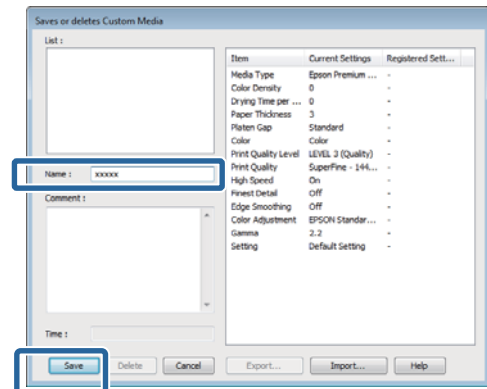 Saves or deletes Custom Media
List :
Item Current Settings Registered Sett...
Media Type Epson Premium ... -
Color Density 0 -
Drying Time per ... 0 -
Paper Thickness 3 -
Platen Gap Standard -
Color Color -
Print Quality Level LEVEL 3 (Quality) -
Print Quality SuperFine - 144... -
High Speed On -
Finest Detail Off -
Edge Smoothing Off -
Color Adjustment EPSON Standar... -
Gamma 2.2 -
Setting Default Setting -
Name : xxxxx
Comment :
Time :
Save Delete Cancel Export... Import... Help